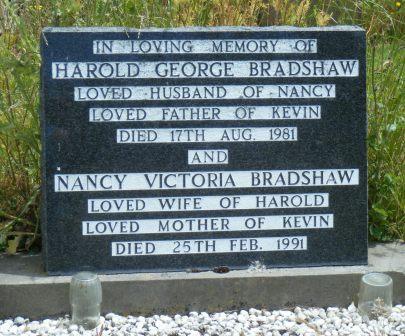 IN LOVING MEMORY OF
HAROLD GEORGE BRADSHAW
LOVED HUSBAND OF NANCY
LOVED FATHER OF KEVIN
DIED 17TH AUG. 1981
AND
NANCY VICTORIA BRADSHAW
LOVED WIFE OF HAROLD
LOVED MOTHER OF KEVIN
DIED 25TH FEB. 1991